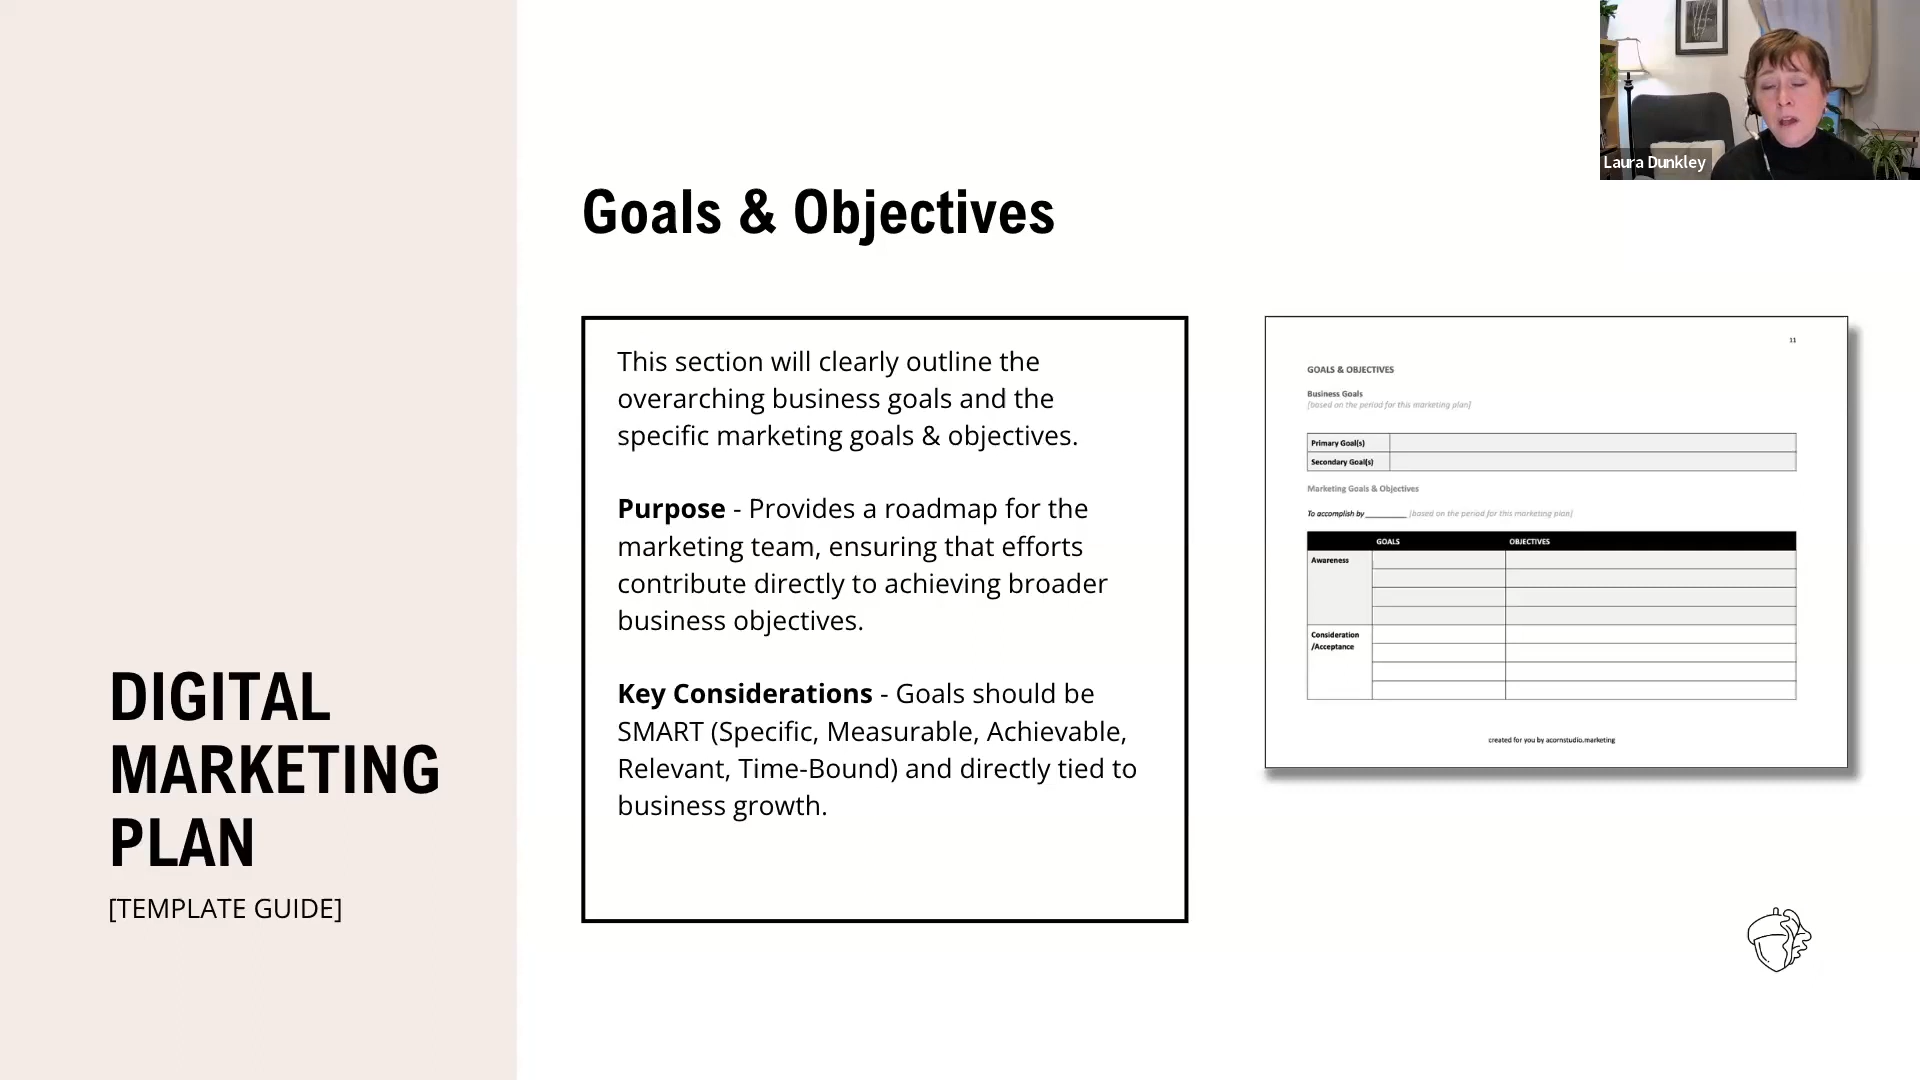 Laura Dunkley
Goals & Objectives
This section will clearly outline the
overarching business goals and the
specific marketing goals & objectives.
Purpose - Provides a roadmap for the
marketing team, ensuring that efforts
contribute directly to achieving broader
business objectives.
Key Considerations - Goals should be
SMART (Specific, Measurable, Achievable,
Relevant, Time-Bound) and directly tied to
business growth.
DIGITAL
MARKETING
PLAN
[TEMPLATE GUIDE]
11
GOALS & OBJECTIVES
Business Goals
[based on the period for this marketing plan]
Primary Goal(s)
Secondary Goal(s)
Marketing Goals & Objectives
To accomplish by __________ [based on the period for this marketing plan]
GOALS OBJECTIVES
Awareness
Consideration
/Acceptance
created for you by acornstudio.marketing